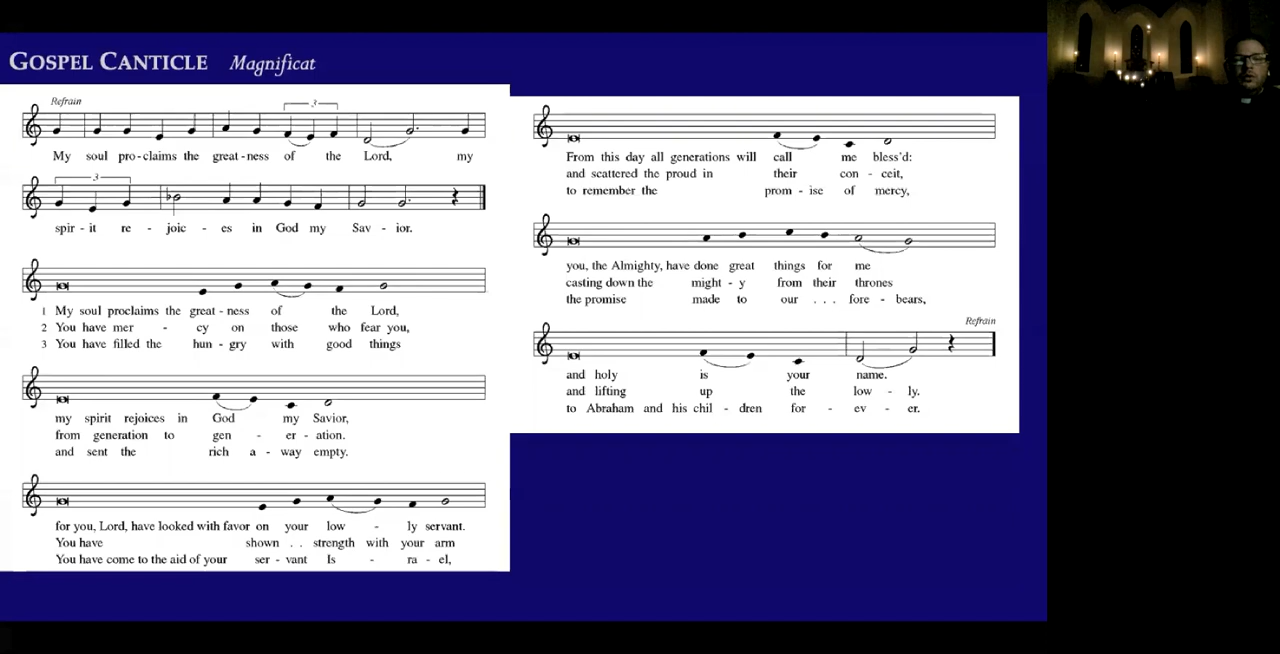 GOSPEL CANTICLE Magnificat
Refrain
3
My soul pro-claims the great-ness of the Lord, my
3
spir-it re-joic-es in God my Sav-ior.
1 My soul proclaims the great-ness of the Lord,
2 You have mer-cy on those who fear you,
3 You have filled the hun-gry with good things
my spirit rejoices in God my Savior,
from generation to gen-er-ation.
and sent the rich a-way empty.
for you, Lord, have looked with favor on your low-ly servant.
You have shown . . strength with your arm
You have come to the aid of your ser-vant Is-ra-el,
From this day all generations will call me bless'd:
and scattered the proud in their con-ceit,
to remember the prom-ise of mercy,
you, the Almighty, have done great things for me
casting down the might-y from their thrones
the promise made to our . . . fore-bears,
Refrain
and holy is your name.
and lifting up the low-ly.
to Abraham and his chil-dren for-ev-er.